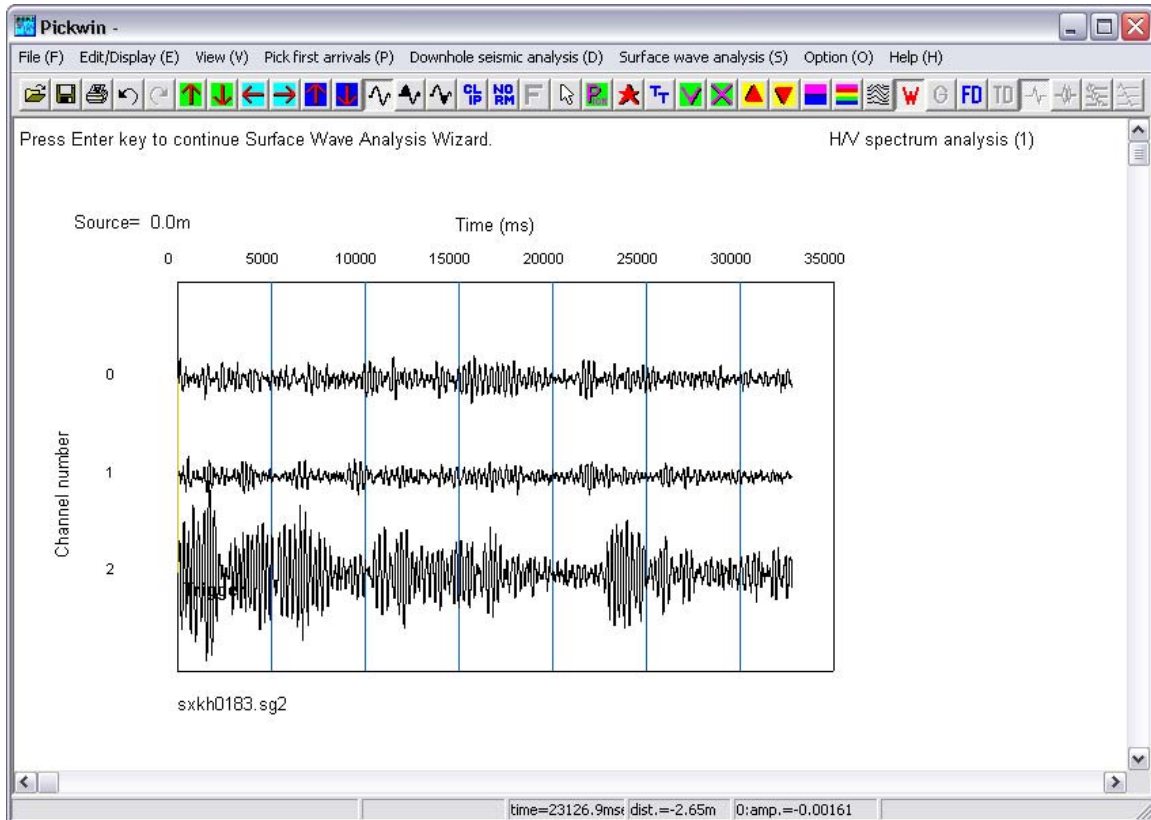 Pickwin -
File (F) Edit/Display (E) View (V) Pick first arrivals (P) Downhole seismic analysis (D) Surface wave analysis (S) Option (O) Help (H)
CL IP NO RM F TT W G FD TD
Press Enter key to continue Surface Wave Analysis Wizard. H/V spectrum analysis (1)
Source= 0.0m Time (ms)
0 5000 10000 15000 20000 25000 30000 35000
0
1
Channel number
2
sxkh0183.sg2
time=23126.9mse dist.=-2.65m 0:amp.=-0.00161